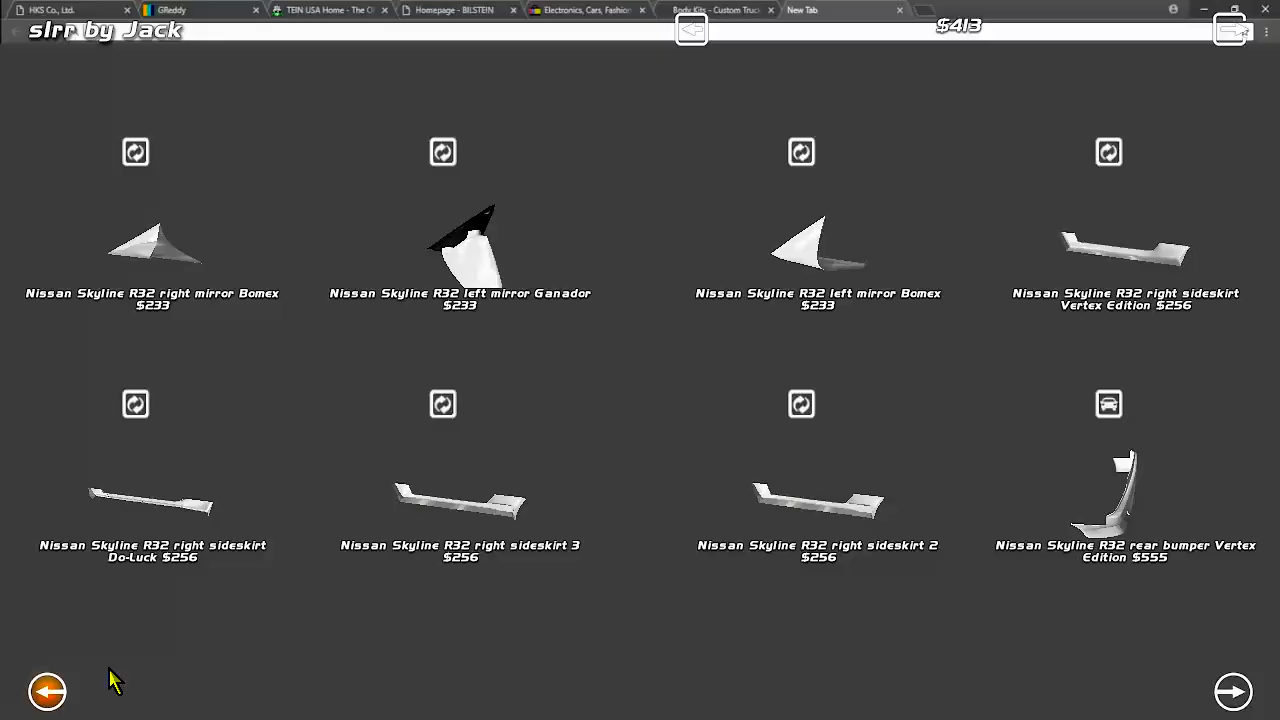 HKS Co., Ltd.
GReddy
TEIN USA Home - The O
Homepage - BILSTEIN
Electronics, Cars, Fashion
Body Kits - Custom Truc
New Tab
slrr by Jack
$413
Nissan Skyline R32 right mirror Bomex
$233
Nissan Skyline R32 left mirror Ganador
$233
Nissan Skyline R32 left mirror Bomex
$233
Nissan Skyline R32 right sideskirt
Vertex Edition $256
Nissan Skyline R32 right sideskirt
Do-Luck $256
Nissan Skyline R32 right sideskirt 3
$256
Nissan Skyline R32 right sideskirt 2
$256
Nissan Skyline R32 rear bumper Vertex
Edition $555